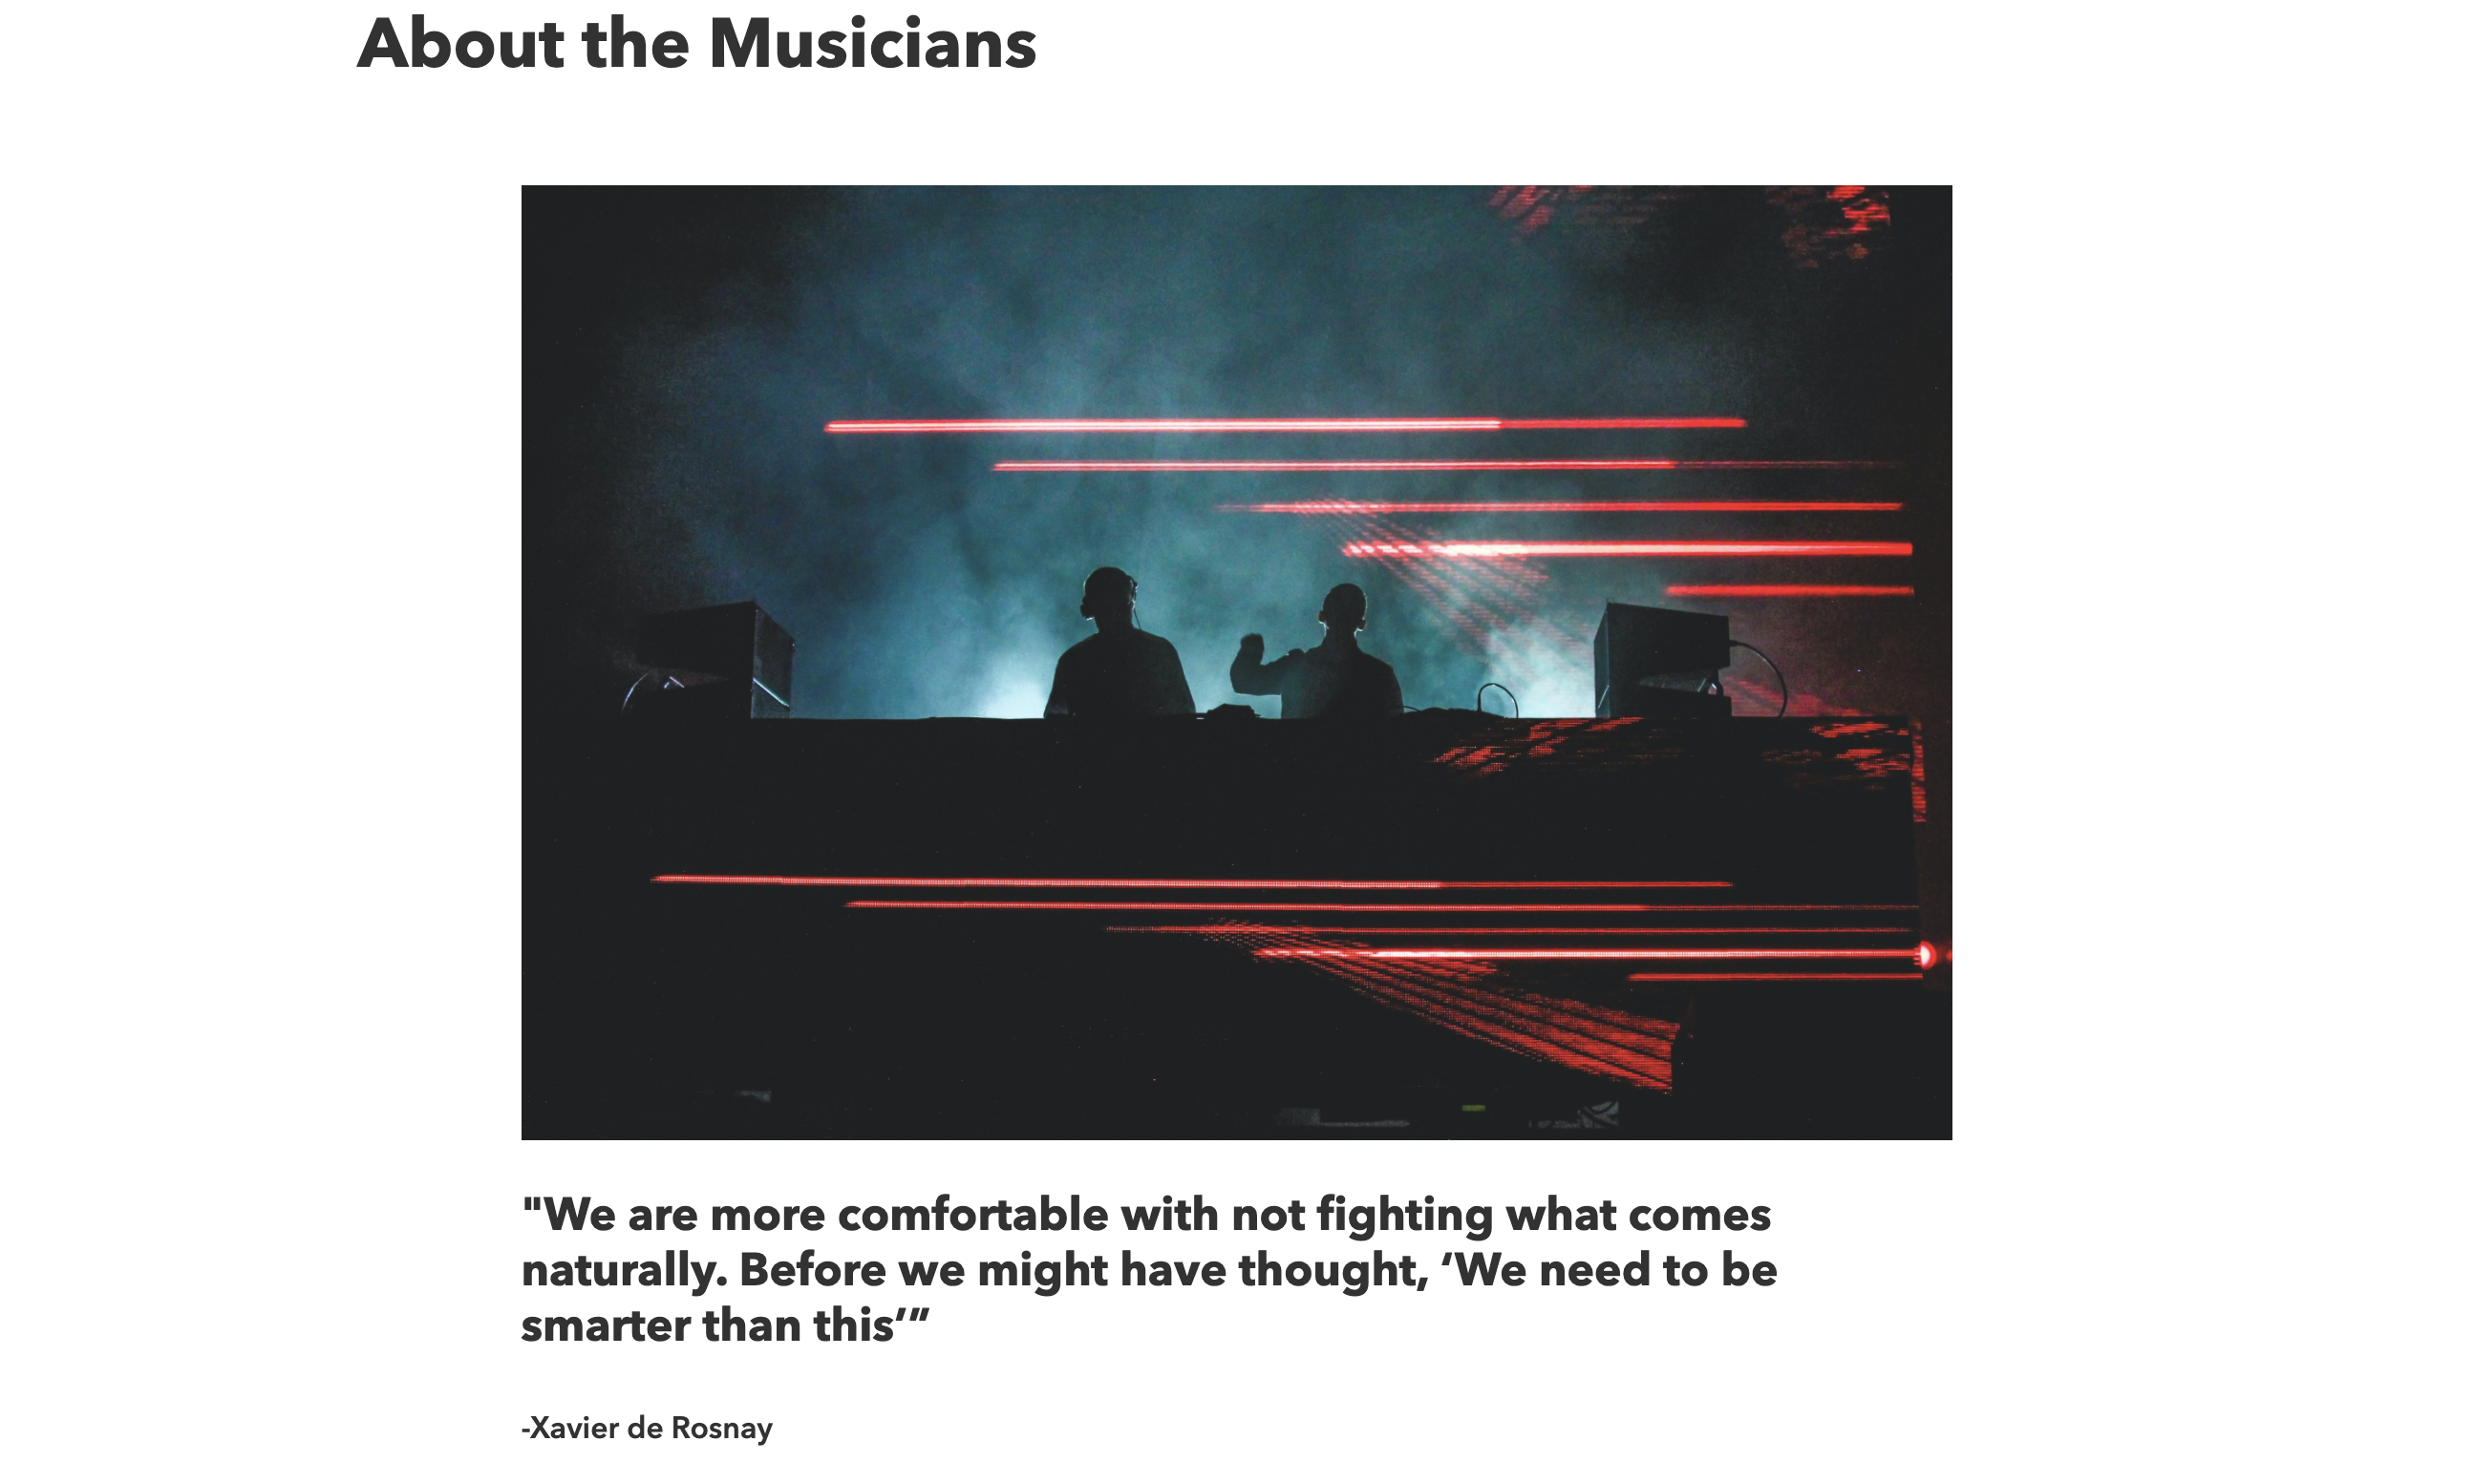 About the Musicians
"We are more comfortable with not fighting what comes
naturally. Before we might have thought, ‘We need to be
smarter than this’”
-Xavier de Rosnay